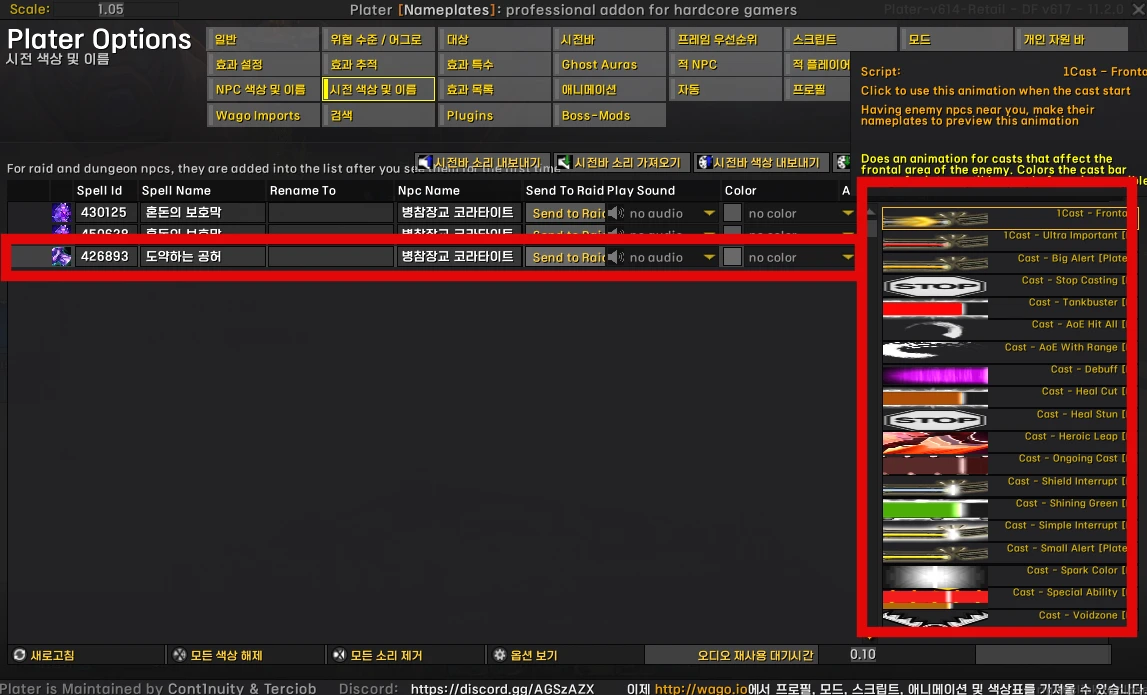 Scale: 1.05 Plater [Nameplates]: professional addon for hardcore gamers Plater-v614-Retail - DF v617 - 11.2.0
Plater Options
시전 색상 및 이름
일반 위협 수준 / 어그로 대상 시전바 프레임 우선순위 스크립트 모드 개인 자원 바
효과 설정 효과 추적 효과 특수 Ghost Auras 적 NPC 적 플레이어
NPC 색상 및 이름 시전 색상 및 이름 효과 목록 애니메이션 자동 프로필
Wago Imports 검색 Plugins Boss-Mods
Script: 1Cast - Fronta
Click to use this animation when the cast start
Having enemy npcs near you, make their
nameplates to preview this animation
Does an animation for casts that affect the
frontal area of the enemy. Colors the cast bar
시전바 소리 내보내기 시전바 소리 가져오기 시전바 색상 내보내기
For raid and dungeon npcs, they are added into the list after you see them for the first time
Spell Id Spell Name Rename To Npc Name Send To Raid Play Sound Color A
430125 혼돈의 보호막 병참장교 코라타이트 Send to Raid no audio no color
450638 혼돈의 보호막 병참장교 코라타이트 Send to Raid no audio no color
426893 도약하는 공허 병참장교 코라타이트 Send to Raid no audio no color
1Cast - Fronta
1Cast - Ultra Important [
Cast - Big Alert [Plate
Cast - Stop Casting [
STOP
Cast - Tankbuster [
Cast - AoE Hit All [
Cast - AoE With Range [
Cast - Debuff [
Cast - Heal Cut [
Cast - Heal Stun [
STOP
Cast - Heroic Leap [
Cast - Ongoing Cast [
Cast - Shield Interrupt [
Cast - Shining Green [
Cast - Simple Interrupt [
Cast - Small Alert [Plate
Cast - Spark Color [
Cast - Special Ability [
Cast - Voidzone [
새로고침 모든 색상 해제 모든 소리 제거 옵션 보기 오디오 재사용 대기시간 0.10
Plater is Maintained by Cont1nuity & Terciob Discord: https://discord.gg/AGSzAZX 이제 http://wago.io에서 프로필, 모드, 스크립트, 애니메이션 및 색상표를 가져올 수 있습니다